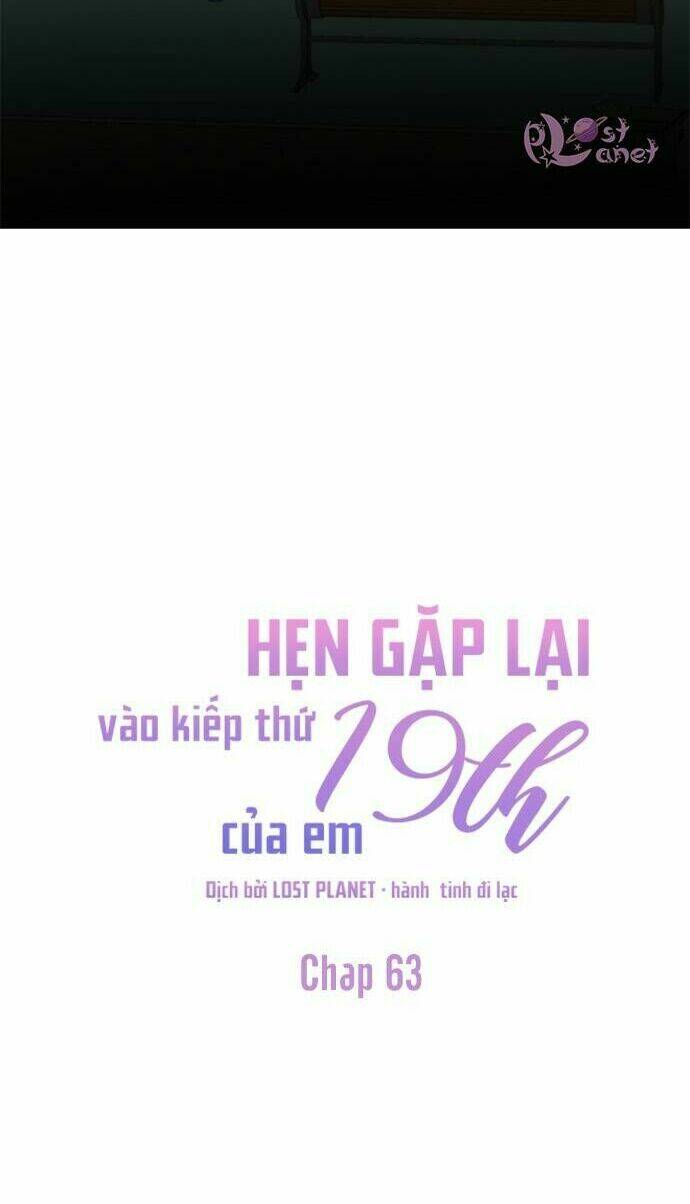 Lost
Planet
HẸN GẶP LẠI
vào kiếp thứ 19th
của em
Dịch bởi LOST PLANET · hành tinh đi lạc
Chap 63